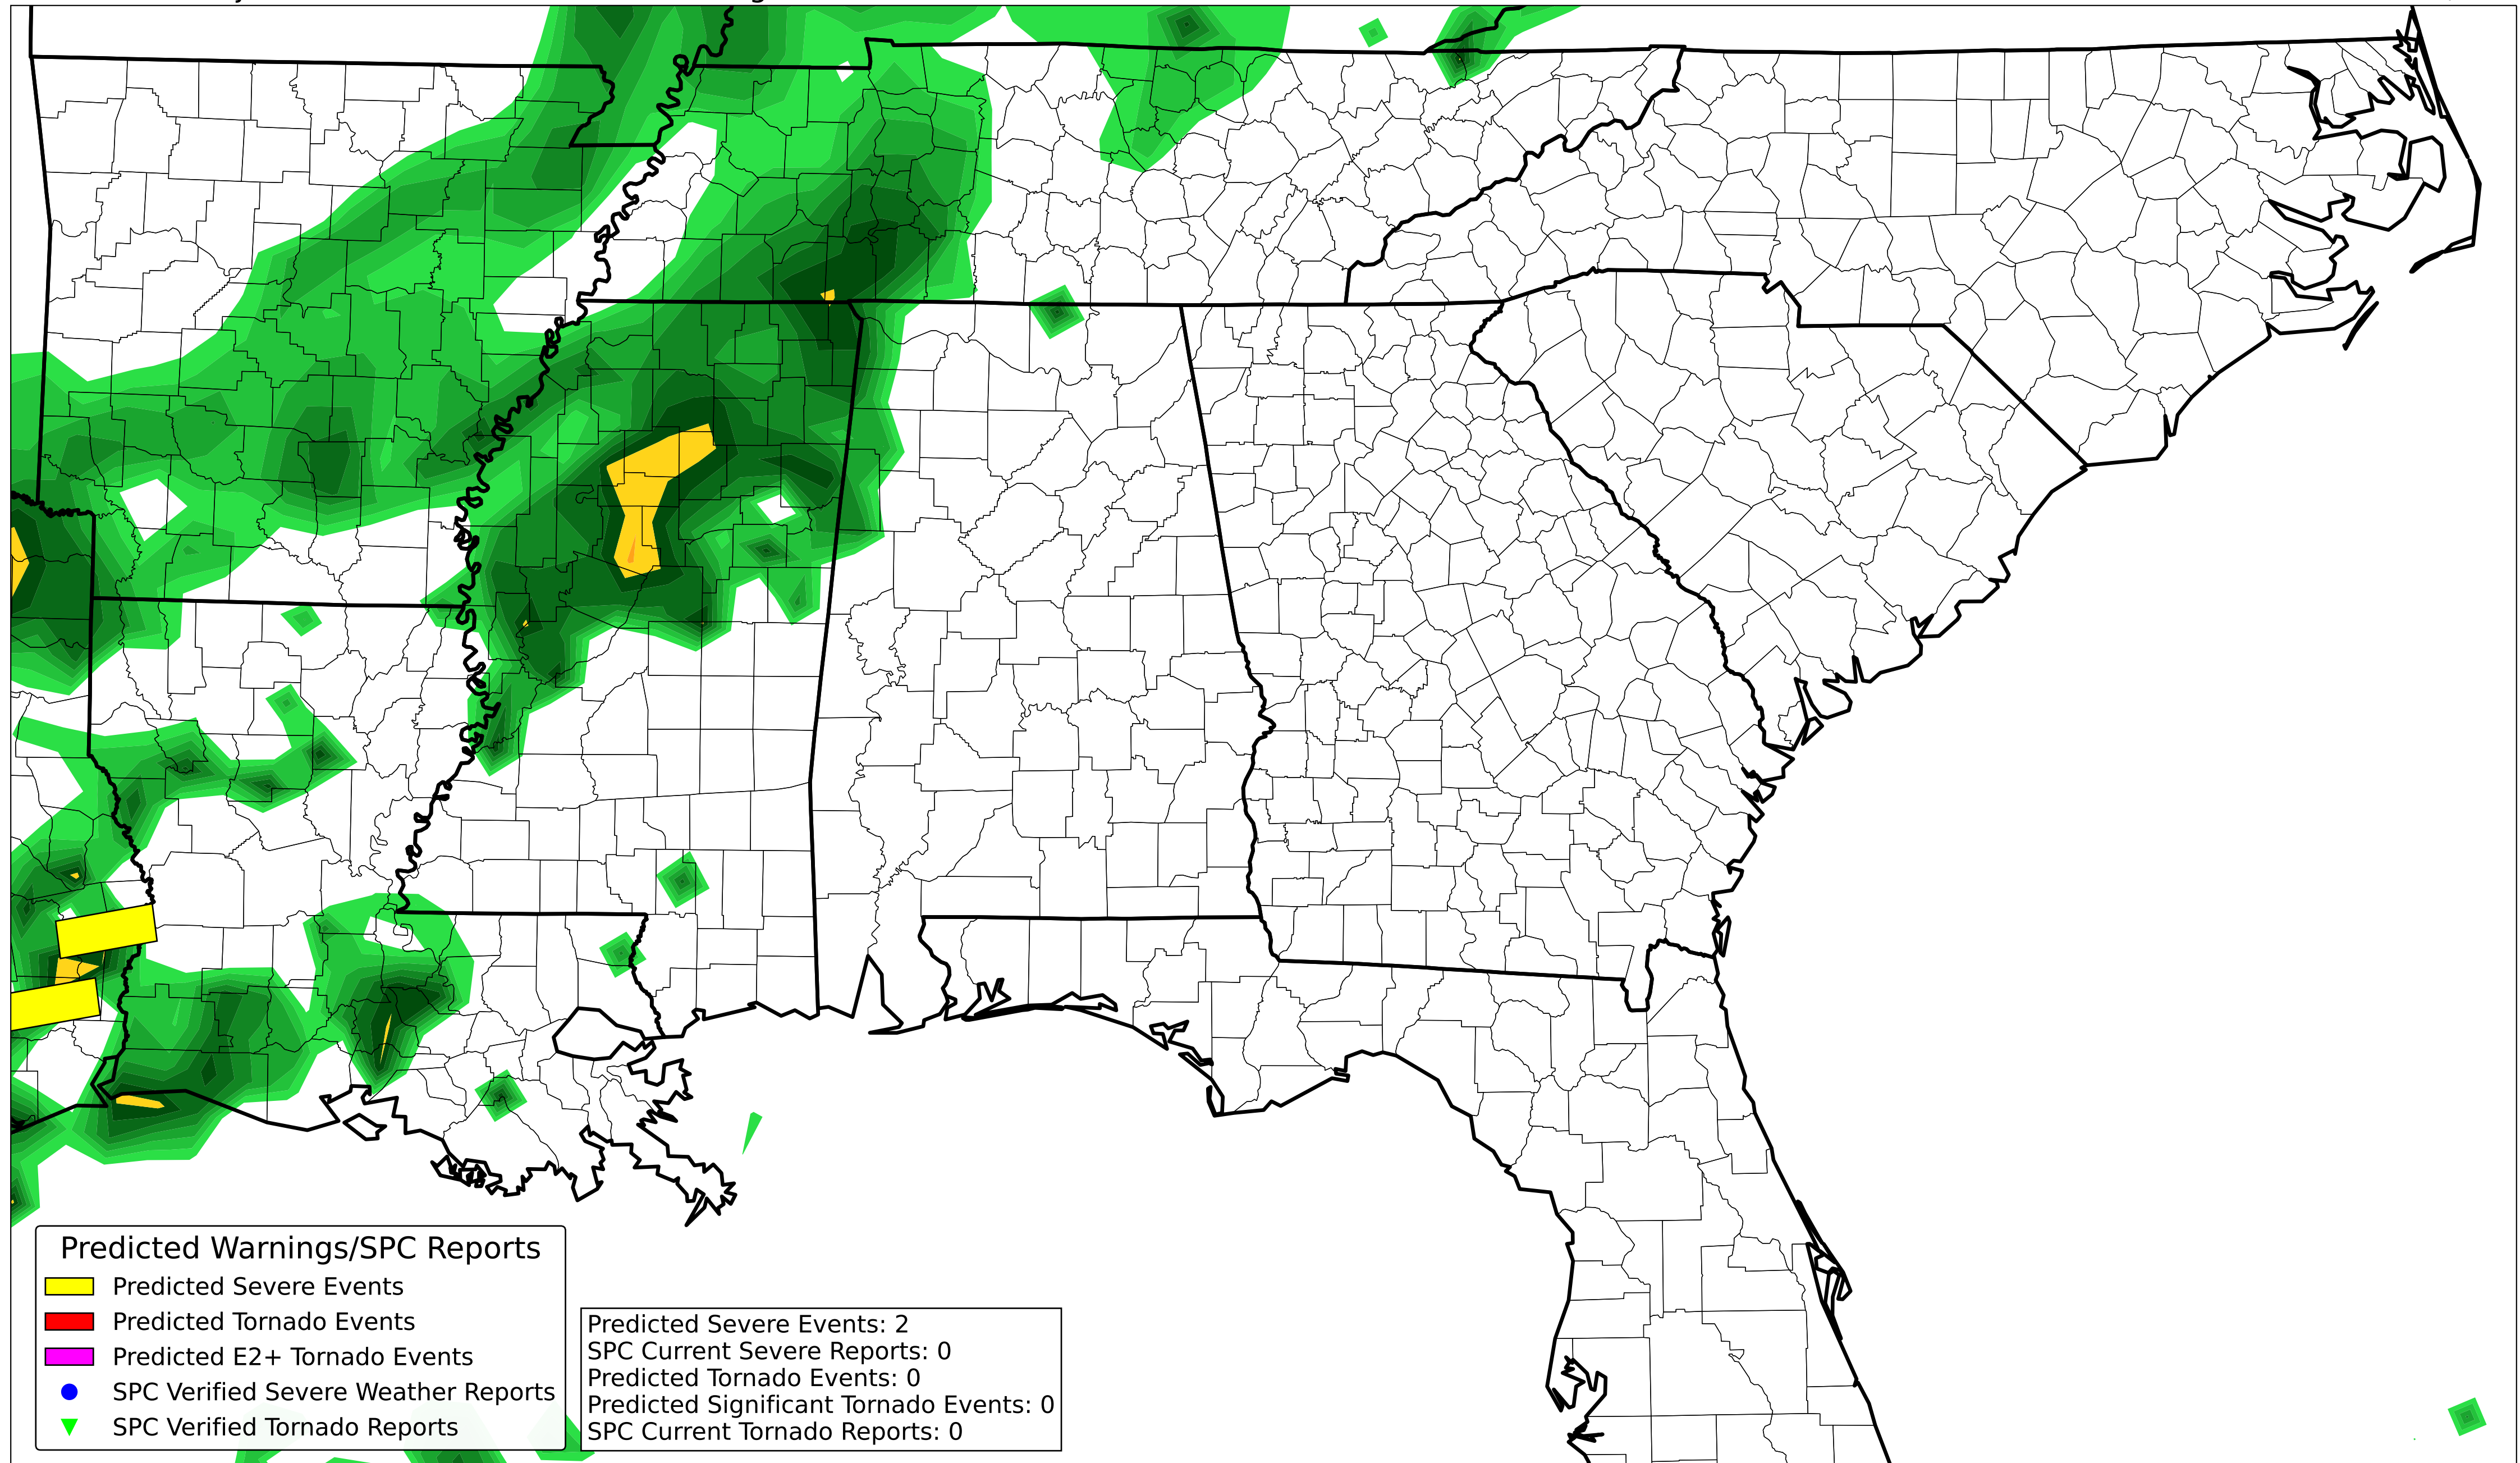 Predicted Warnings/SPC Reports
Predicted Severe Events
Predicted Tornado Events
Predicted E2+ Tornado Events
SPC Verified Severe Weather Reports
SPC Verified Tornado Reports
Predicted Severe Events: 2
SPC Current Severe Reports: 0
Predicted Tornado Events: 0
Predicted Significant Tornado Events: 0
SPC Current Tornado Reports: 0